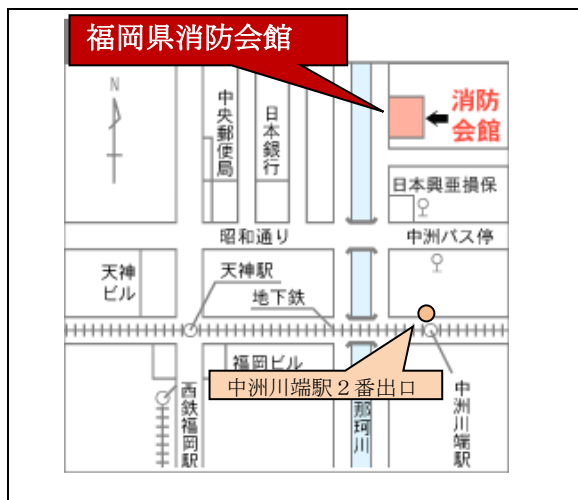 福岡県消防会館
N
中央郵便局
日本銀行
消防
会館
日本興亜損保
昭和通り
中洲バス停
天神
ビル
天神駅
地下鉄
福岡ビル
中洲川端駅２番出口
西鉄福岡駅
那珂川
中洲川端駅